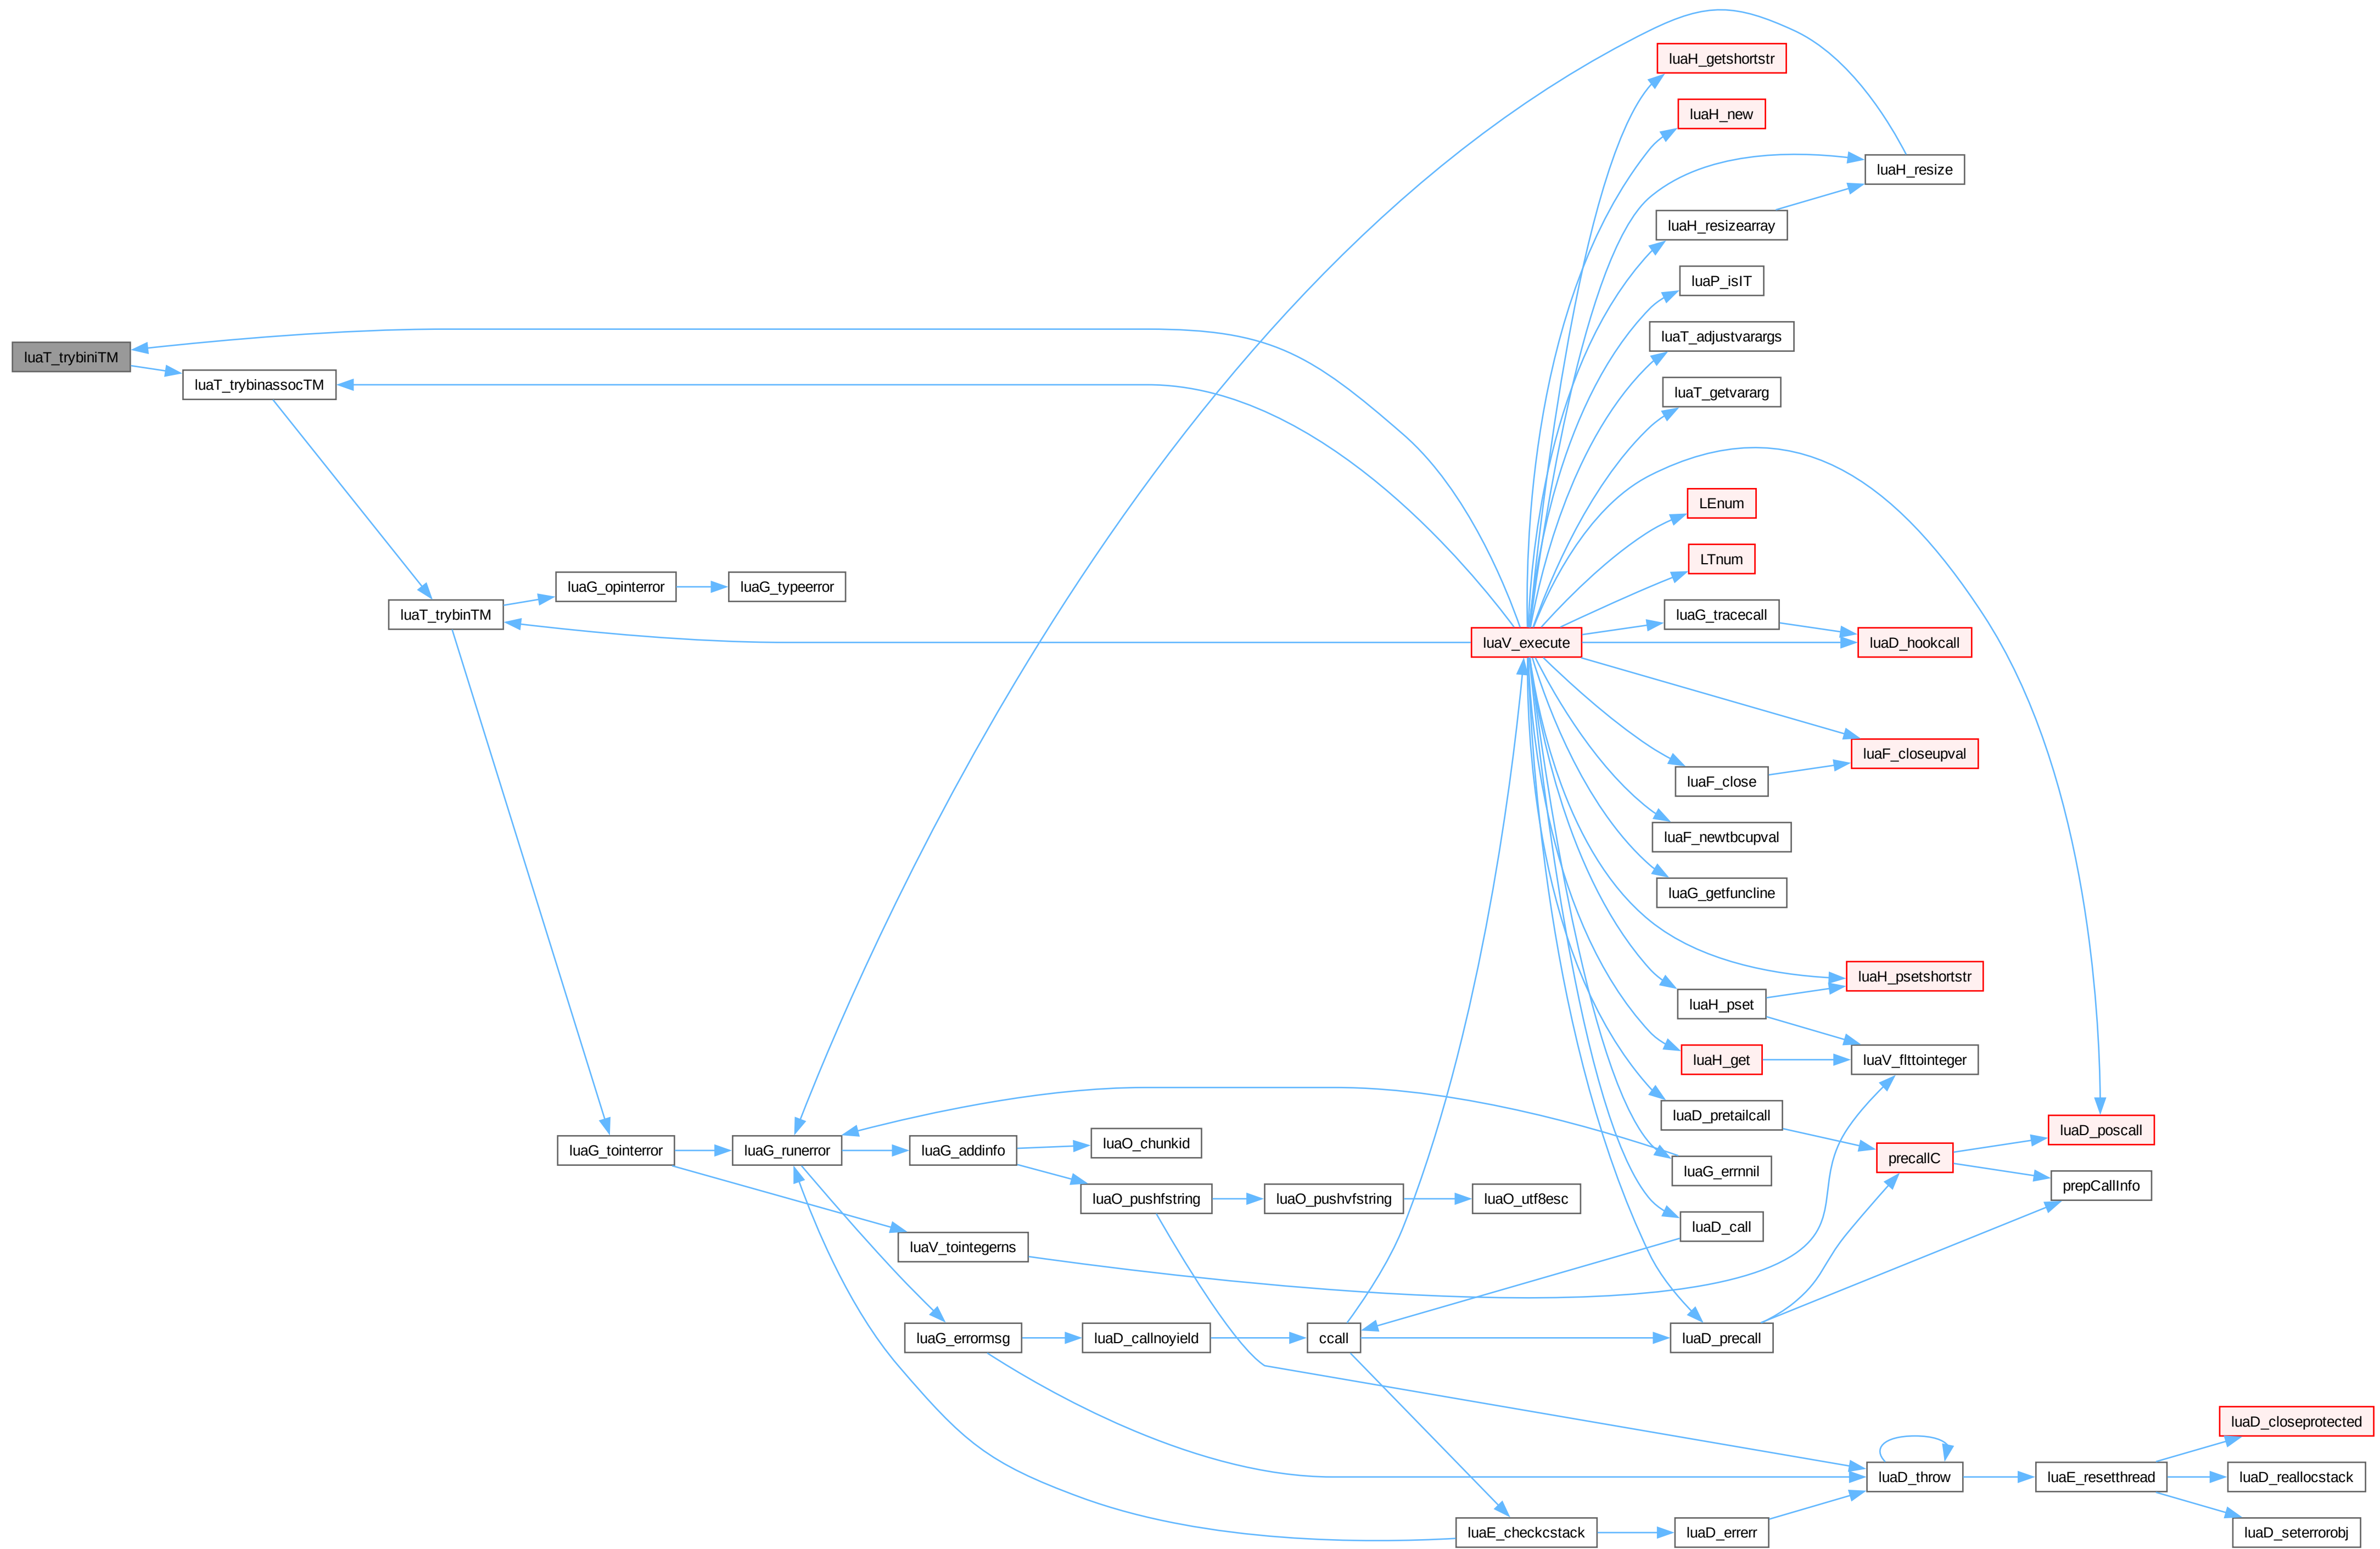 luaH_getshortstr
luaH_new
luaH_resize
luaH_resizearray
luaP_isIT
luaT_adjustvarargs
luaT_trybiniTM
luaT_trybinassocTM
luaT_getvararg
LEnum
LTnum
luaG_opinterror
luaG_typeerror
luaT_trybinTM
luaG_tracecall
luaV_execute
luaD_hookcall
luaF_closeupval
luaF_close
luaF_newtbcupval
luaG_getfuncline
luaH_psetshortstr
luaH_pset
luaH_get
luaV_flttointeger
luaD_pretailcall
luaD_poscall
luaG_tointerror
luaG_runerror
luaG_addinfo
luaO_chunkid
precallC
luaG_errnnil
prepCallInfo
luaO_pushfstring
luaO_pushvfstring
luaO_utf8esc
luaD_call
luaV_tointegerns
luaG_errormsg
luaD_callnoyield
ccall
luaD_precall
luaD_closeprotected
luaD_throw
luaE_resetthread
luaD_reallocstack
luaE_checkcstack
luaD_errerr
luaD_seterrorobj